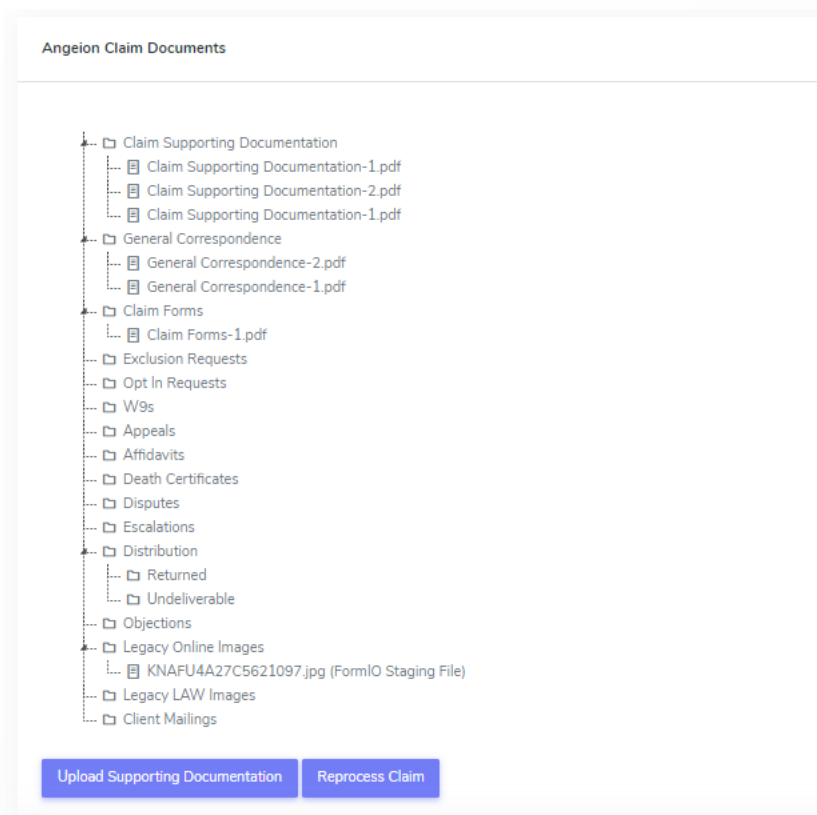 Angeion Claim Documents
Claim Supporting Documentation
Claim Supporting Documentation-1.pdf
Claim Supporting Documentation-2.pdf
Claim Supporting Documentation-1.pdf
General Correspondence
General Correspondence-2.pdf
General Correspondence-1.pdf
Claim Forms
Claim Forms-1.pdf
Exclusion Requests
Opt In Requests
W9s
Appeals
Affidavits
Death Certificates
Disputes
Escalations
Distribution
Returned
Undeliverable
Objections
Legacy Online Images
KNAFU4A27C5621097.jpg (FormIO Staging File)
Legacy LAW Images
Client Mailings
Upload Supporting Documentation Reprocess Claim